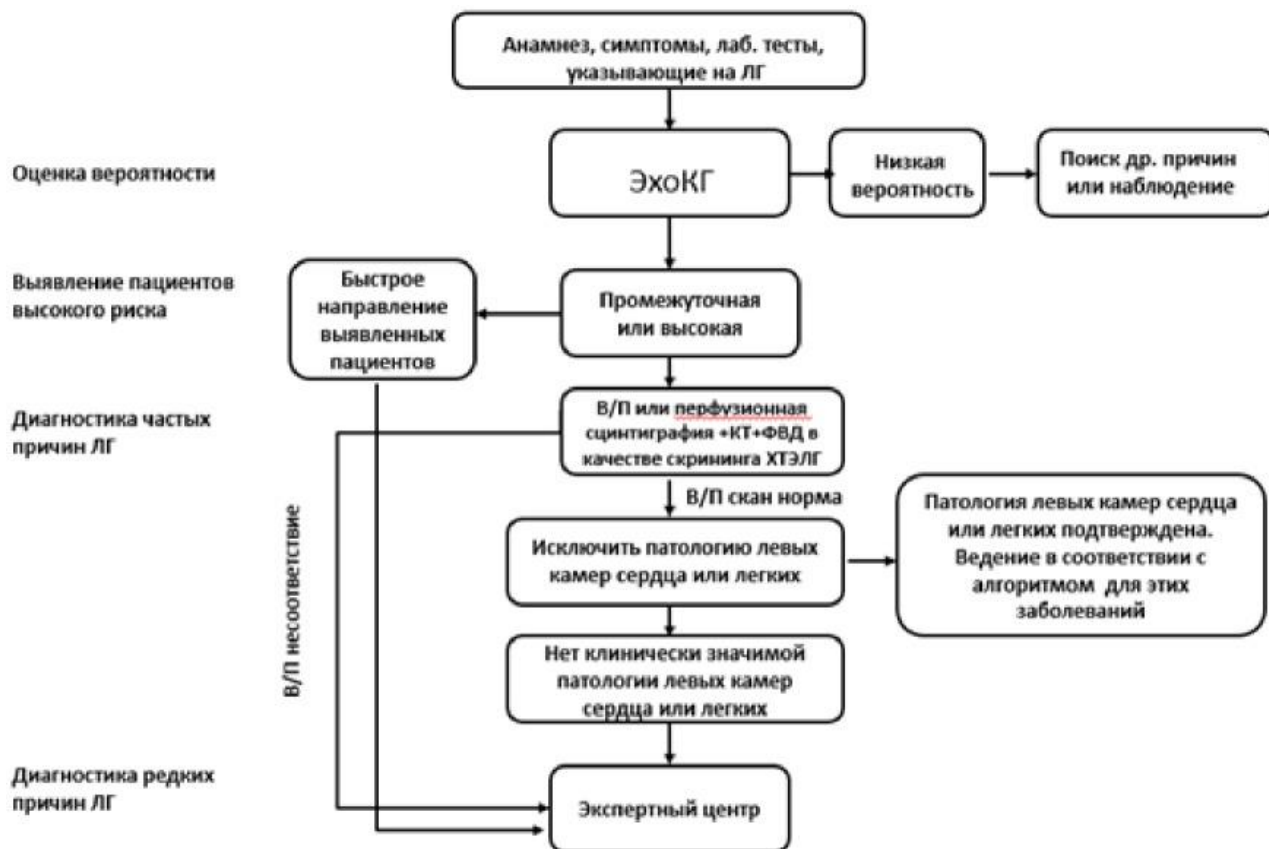 Анамнез, симптомы, лаб. тесты,
указывающие на ЛГ
Оценка вероятности
ЭхоКГ
Низкая
вероятность
Поиск др. причин
или наблюдение
Выявление пациентов
высокого риска
Быстрое
направление
выявленных
пациентов
Промежуточная
или высокая
Диагностика частых
причин ЛГ
В/П или перфузионная
сцинтиграфия +КТ+ФВД в
качестве скрининга ХТЭЛГ
В/П скан норма
В/П несоответствие
Исключить патологию левых
камер сердца или легких
Патология левых камер сердца
или легких подтверждена.
Ведение в соответствии с
алгоритмом для этих
заболеваний
Нет клинически значимой
патологии левых камер
сердца или легких
Диагностика редких
причин ЛГ
Экспертный центр